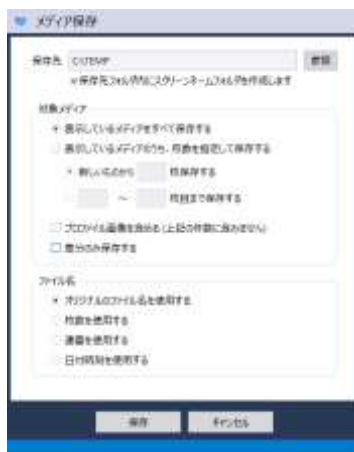 メディア保存
保存先 C:\TEMP 参照
※保存先フォルダ内にスクリーンネームフォルダを作成します
対象メディア
表示しているメディアをすべて保存する
表示しているメディアのうち、枚数を指定して保存する
新しいものから 枚保存する
～ 枚目まで保存する
プロファイル画像を含める(上記の件数に含みません)
差分のみ保存する
ファイル名
オリジナルのファイル名を使用する
枚数を使用する
連番を使用する
日付時刻を使用する
保存 キャンセル